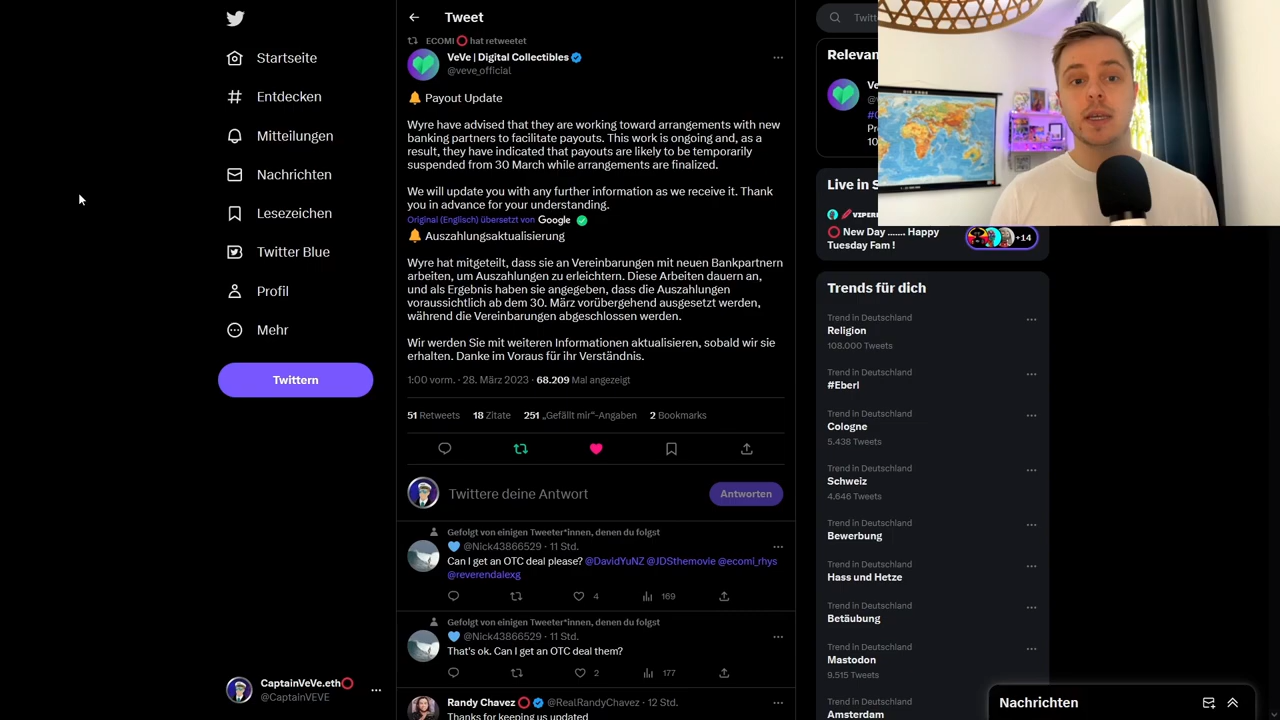 Startseite
Entdecken
Mitteilungen
Nachrichten
Lesezeichen
Twitter Blue
Profil
Mehr
Twittern
CaptainVeVe.eth
@CaptainVEVE
Tweet
ECOMI hat retweetet
VeVe | Digital Collectibles
@veve_official
Payout Update
Wyre have advised that they are working toward arrangements with new
banking partners to facilitate payouts. This work is ongoing and, as a
result, they have indicated that payouts are likely to be temporarily
suspended from 30 March while arrangements are finalized.
We will update you with any further information as we receive it. Thank
you in advance for your understanding.
Original (Englisch) übersetzt von Google
Auszahlungsaktualisierung
Wyre hat mitgeteilt, dass sie an Vereinbarungen mit neuen Bankpartnern
arbeiten, um Auszahlungen zu erleichtern. Diese Arbeiten dauern an,
und als Ergebnis haben sie angegeben, dass die Auszahlungen
voraussichtlich ab dem 30. März vorübergehend ausgesetzt werden,
während die Vereinbarungen abgeschlossen werden.
Wir werden Sie mit weiteren Informationen aktualisieren, sobald wir sie
erhalten. Danke im Voraus für ihr Verständnis.
1:00 vorm. · 28. März 2023 · 68.209 Mal angezeigt
51 Retweets 18 Zitate 251 „Gefällt mir“-Angaben 2 Bookmarks
Twittere deine Antwort
Antworten
Gefolgt von einigen Tweeter*innen, denen du folgst
@Nick43866529 · 11 Std.
Can I get an OTC deal please? @DavidYuNZ @JDSthemovie @ecomi_rhys
@reverendalexg
4 169
Gefolgt von einigen Tweeter*innen, denen du folgst
@Nick43866529 · 11 Std.
That's ok. Can I get an OTC deal them?
2 177
Randy Chavez @RealRandyChavez · 12 Std.
Thanks for keeping us updated
Live in S
New Day ....... Happy
Tuesday Fam !
+14
Trends für dich
Trend in Deutschland
Religion
108.000 Tweets
Trend in Deutschland
#Eberl
Trend in Deutschland
Cologne
5.438 Tweets
Trend in Deutschland
Schweiz
4.646 Tweets
Trend in Deutschland
Bewerbung
Trend in Deutschland
Hass und Hetze
Trend in Deutschland
Betäubung
Trend in Deutschland
Mastodon
9.515 Tweets
Trend in Deutschland
Amsterdam
Nachrichten